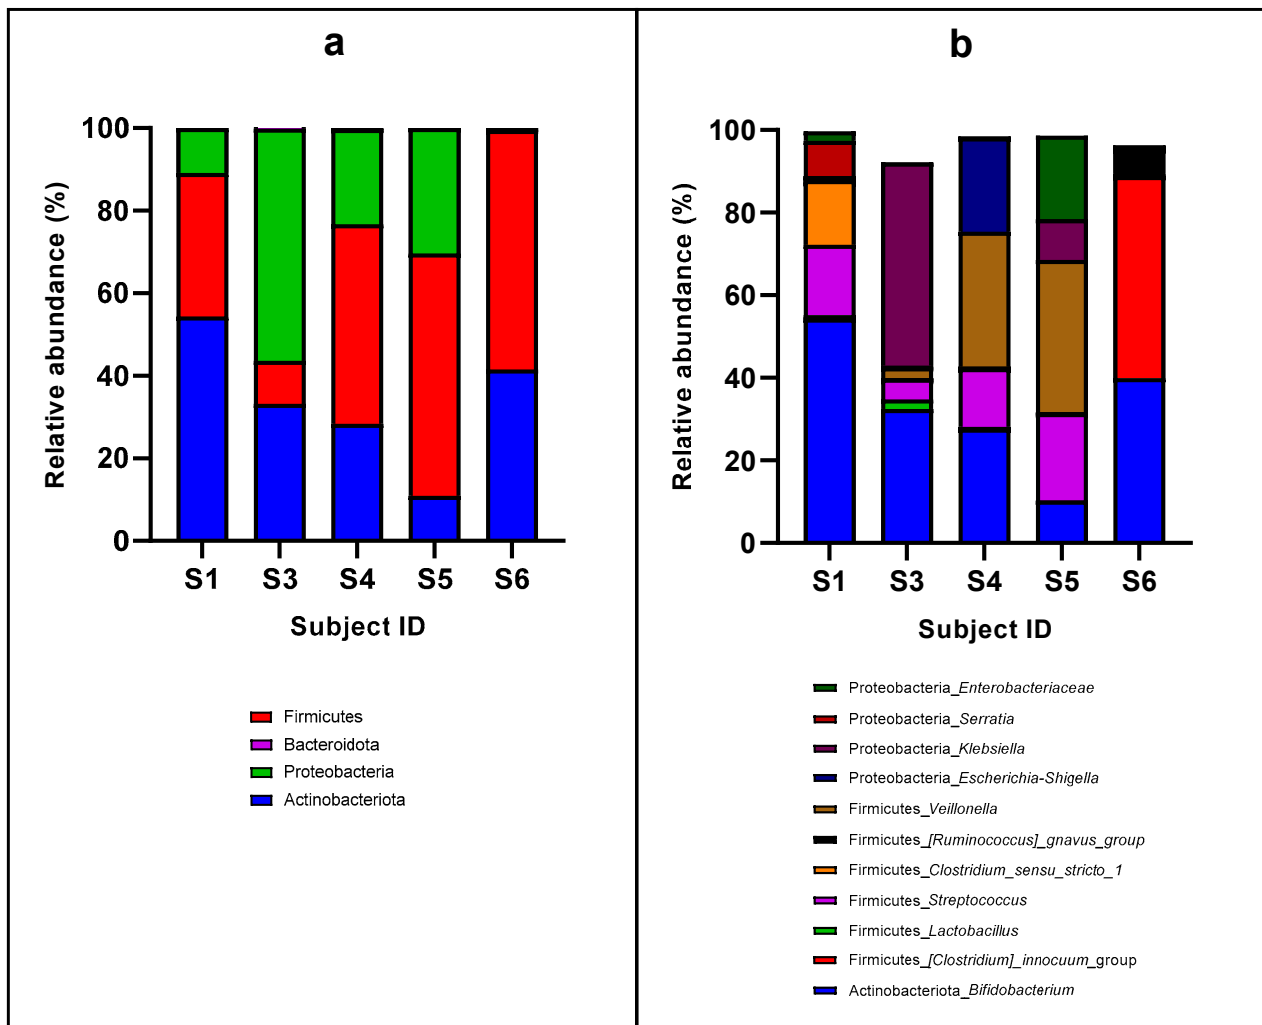 a
100
80
60
40
20
0
Relative abundance (%)
S1 S3 S4 S5 S6
Subject ID
Firmicutes
Bacteroidota
Proteobacteria
Actinobacteriota
b
100
80
60
40
20
0
Relative abundance (%)
S1 S3 S4 S5 S6
Subject ID
Proteobacteria_Enterobacteriaceae
Proteobacteria_Serratia
Proteobacteria_Klebsiella
Proteobacteria_Escherichia-Shigella
Firmicutes_Veillonella
Firmicutes_[Ruminococcus]_gnavus_group
Firmicutes_Clostridium_sensu_stricto_1
Firmicutes_Streptococcus
Firmicutes_Lactobacillus
Firmicutes_[Clostridium]_innocuum_group
Actinobacteriota_Bifidobacterium